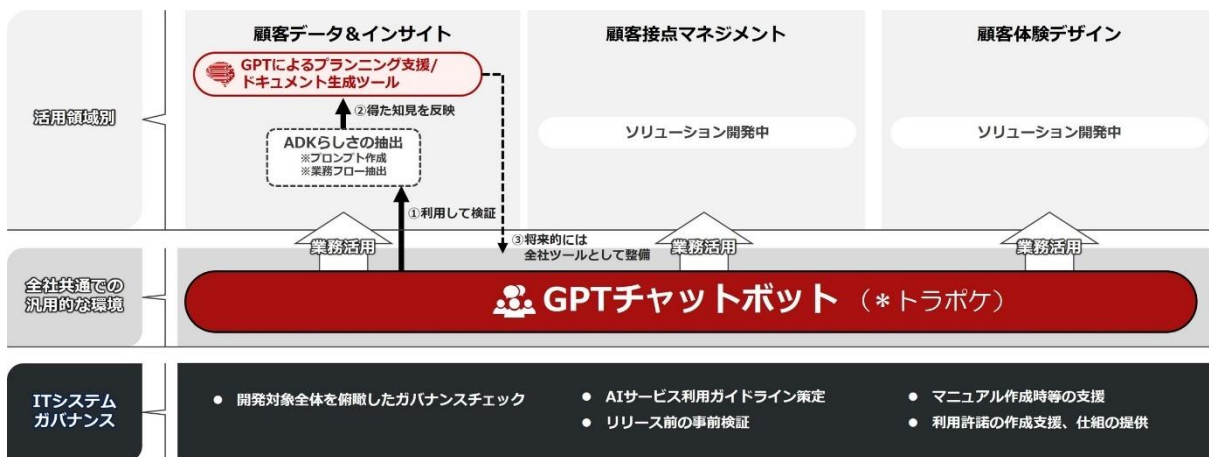 顧客データ&インサイト
顧客接点マネジメント
顧客体験デザイン
活用領域別
GPTによるプランニング支援/
ドキュメント生成ツール
②得た知見を反映
ADKらしさの抽出
※プロンプト作成
※業務フロー抽出
ソリューション開発中
ソリューション開発中
①利用して検証
③将来的には
全社ツールとして整備
業務活用
業務活用
業務活用
全社共通での
汎用的な環境
GPTチャットボット（＊トラポケ）
ITシステム
ガバナンス
● 開発対象全体を俯瞰したガバナンスチェック
● AIサービス利用ガイドライン策定
● リリース前の事前検証
● マニュアル作成時等の支援
● 利用許諾の作成支援、仕組の提供